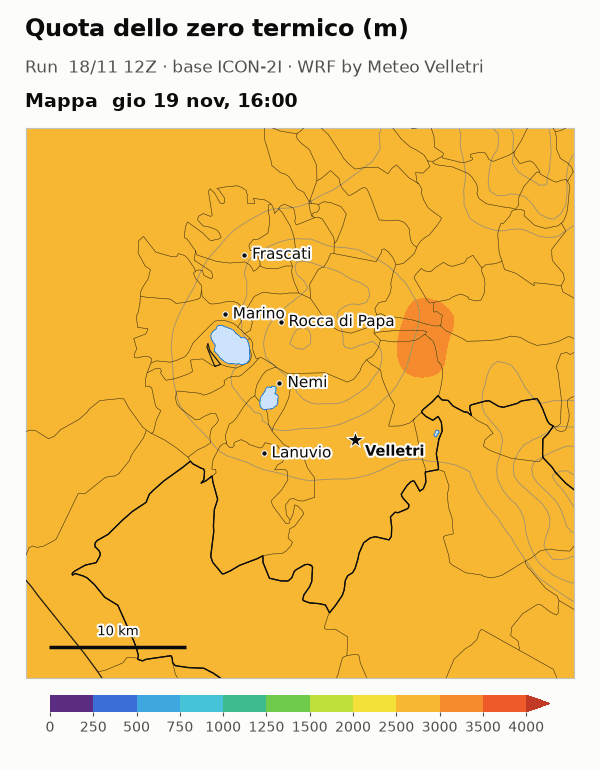 Quota dello zero termico (m)
Run  18/11 12Z · base ICON-2I · WRF by Meteo Velletri
Mappa  gio 19 nov, 16:00
Frascati
Marino
Rocca di Papa
Nemi
Velletri
Lanuvio
10 km
0 250 500 750 1000 1250 1500 2000 2500 3000 3500 4000